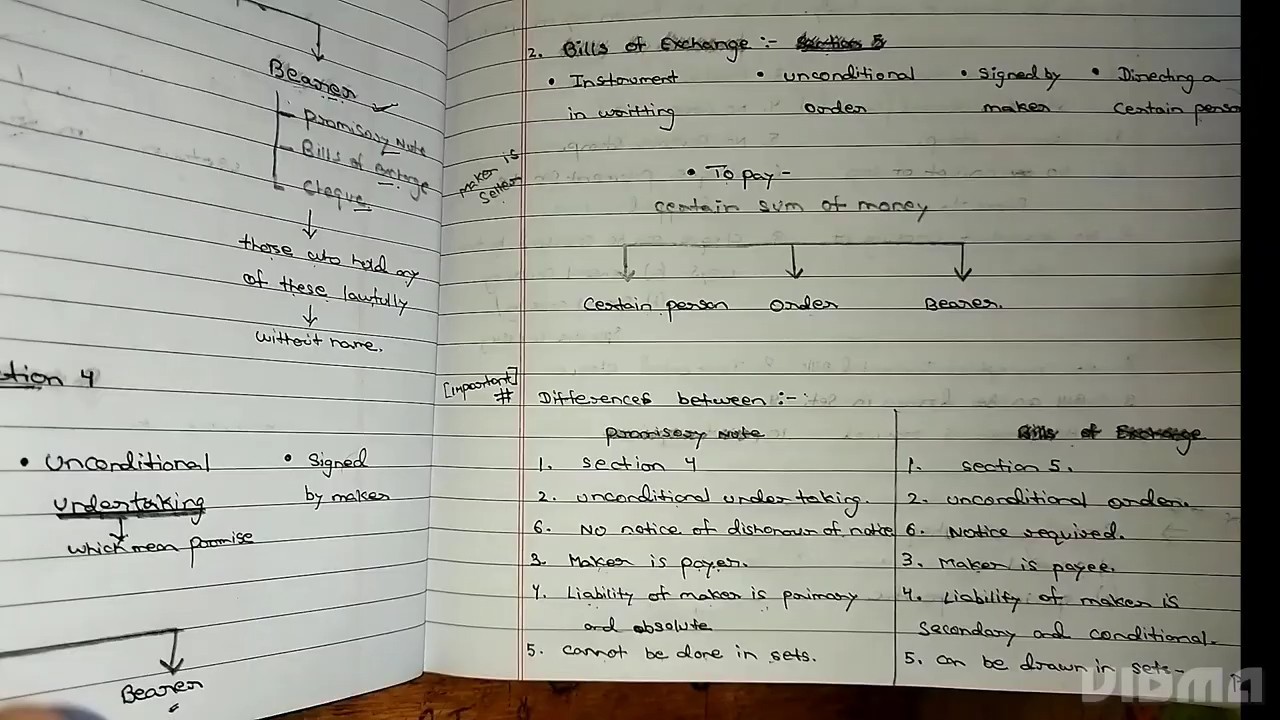 Bearer
Promisory Note
Bills of Exchange
Cheque
those who hold any
of these lawfully
without name.
tion 4
• Unconditional • Signed
undertaking by maker
which mean promise
Bearer
2. Bills of Exchange :-
• Instrument • unconditional • signed by • Directing a
in writting order maker certain person
maker is
seller
• To pay -
certain sum of money
Certain person Order Bearer.
[important]
# Differences between :-
promisory Note Bills of Exchange
1. section 4 1. section 5.
2. unconditional undertaking. 2. unconditional order.
6. No notice of dishonour of notice 6. Notice required.
3. Maker is payer. 3. Maker is payee.
4. Liability of maker is primary 4. Liability of maker is
and absolute secondary and conditional.
5. cannot be done in sets. 5. can be drawn in sets-
VIDMA